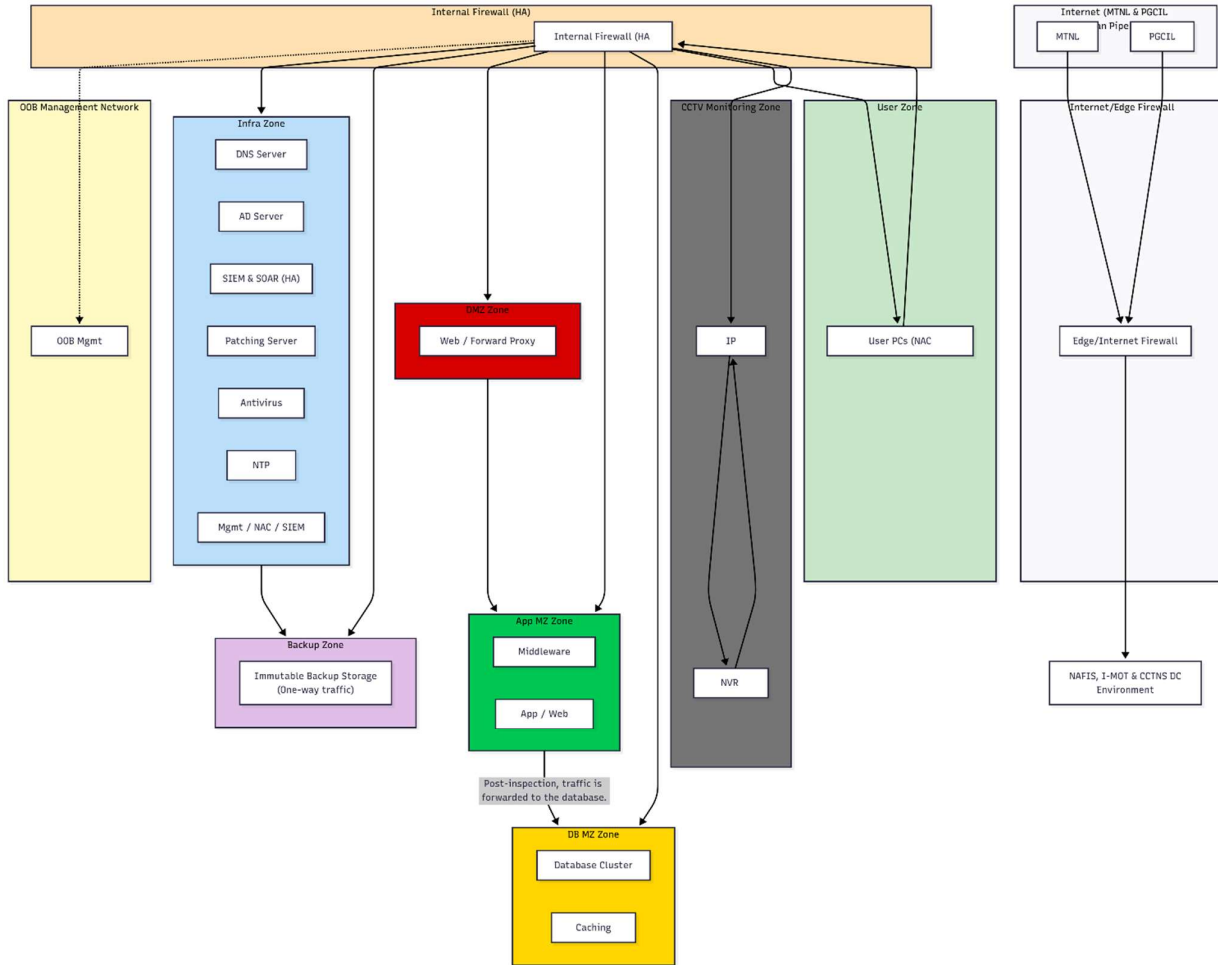 Internal Firewall (HA)
Internal Firewall (HA
Internet (MTNL & PGCIL
an Pipe
MTNL
PGCIL
OOB Management Network
OOB Mgmt
Infra Zone
DNS Server
AD Server
SIEM & SOAR (HA)
Patching Server
Antivirus
NTP
Mgmt / NAC / SIEM
Backup Zone
Immutable Backup Storage
(One-way traffic)
DMZ Zone
Web / Forward Proxy
App MZ Zone
Middleware
App / Web
Post-inspection, traffic is
forwarded to the database.
DB MZ Zone
Database Cluster
Caching
CCTV Monitoring Zone
IP
NVR
User Zone
User PCs (NAC
Internet/Edge Firewall
Edge/Internet Firewall
NAFIS, I-MOT & CCTNS DC
Environment